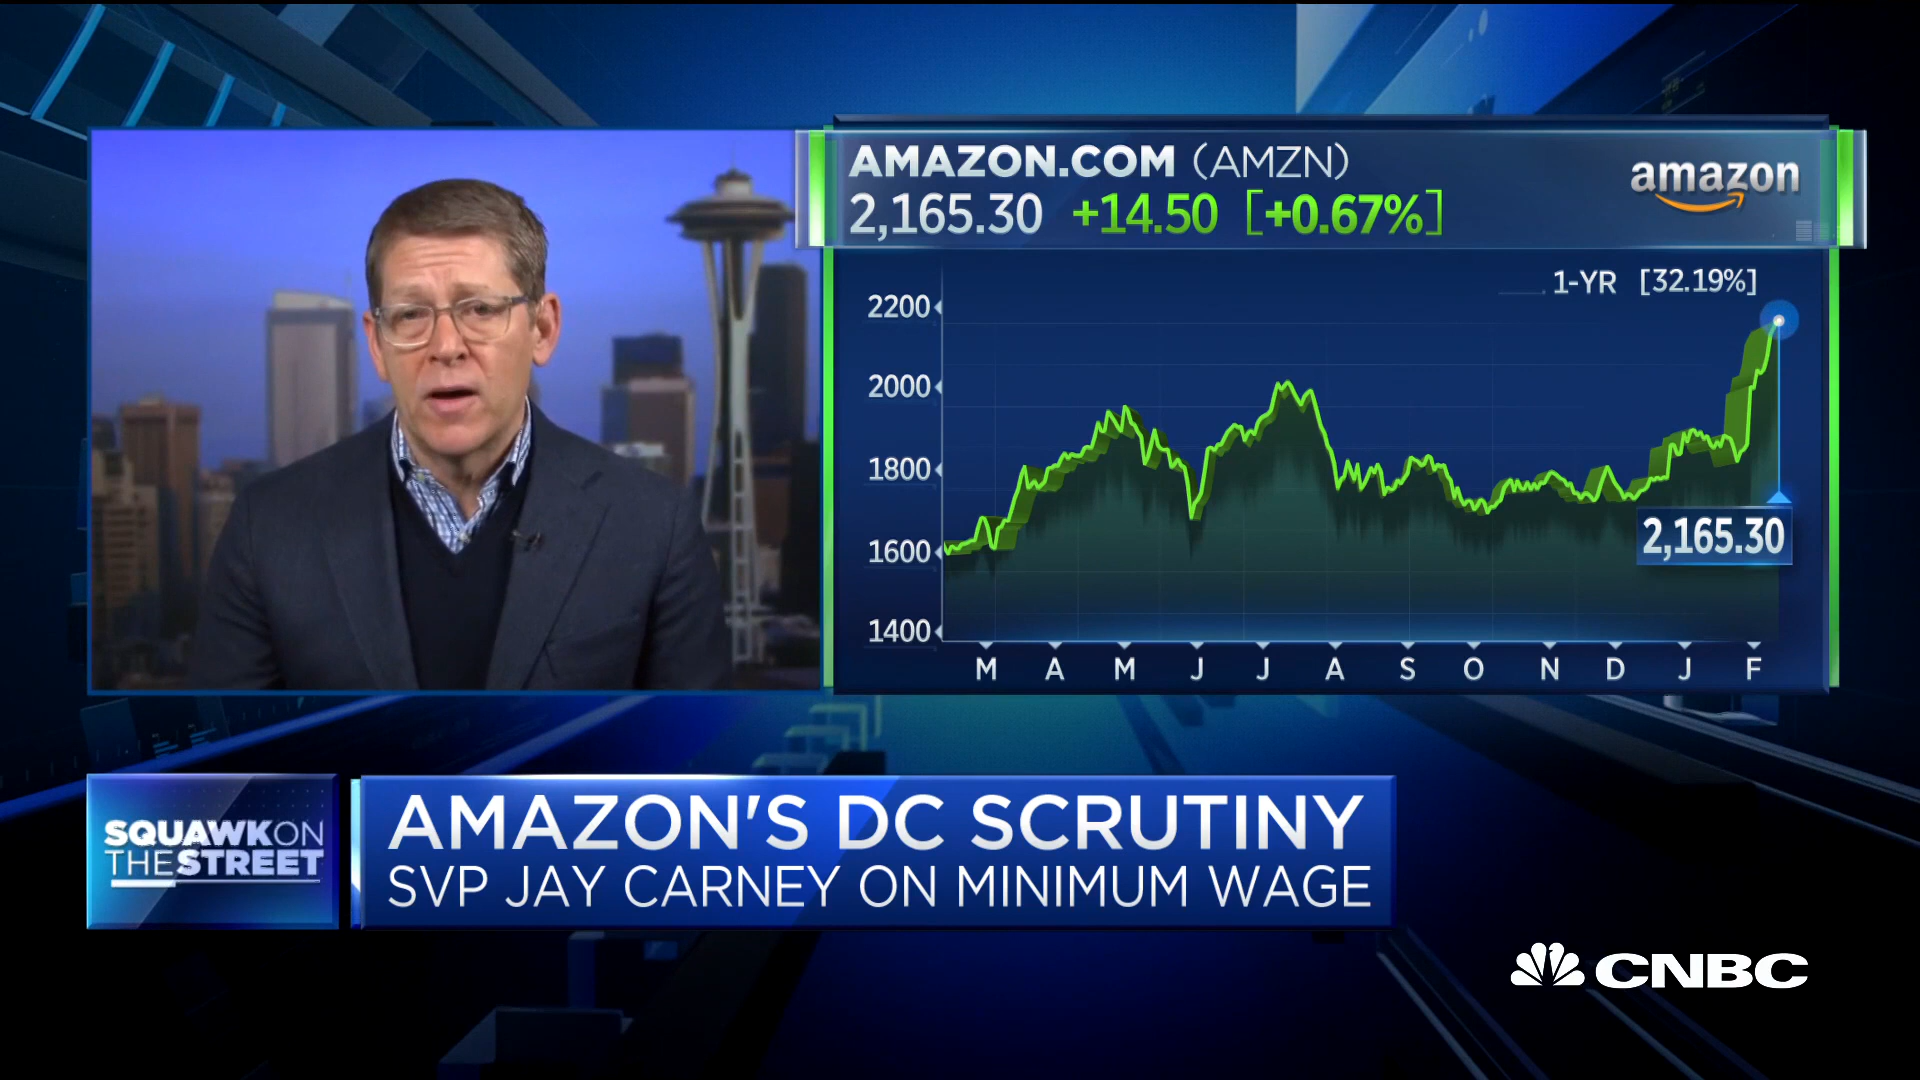 AMAZON.COM (AMZN)
2,165.30 +14.50 [+0.67%]
amazon
1-YR [32.19%]
2200
2000
1800
1600
1400
2,165.30
M A M J J A S O N D J F
SQUAWK ON
THE STREET
AMAZON'S DC SCRUTINY
SVP JAY CARNEY ON MINIMUM WAGE
CNBC